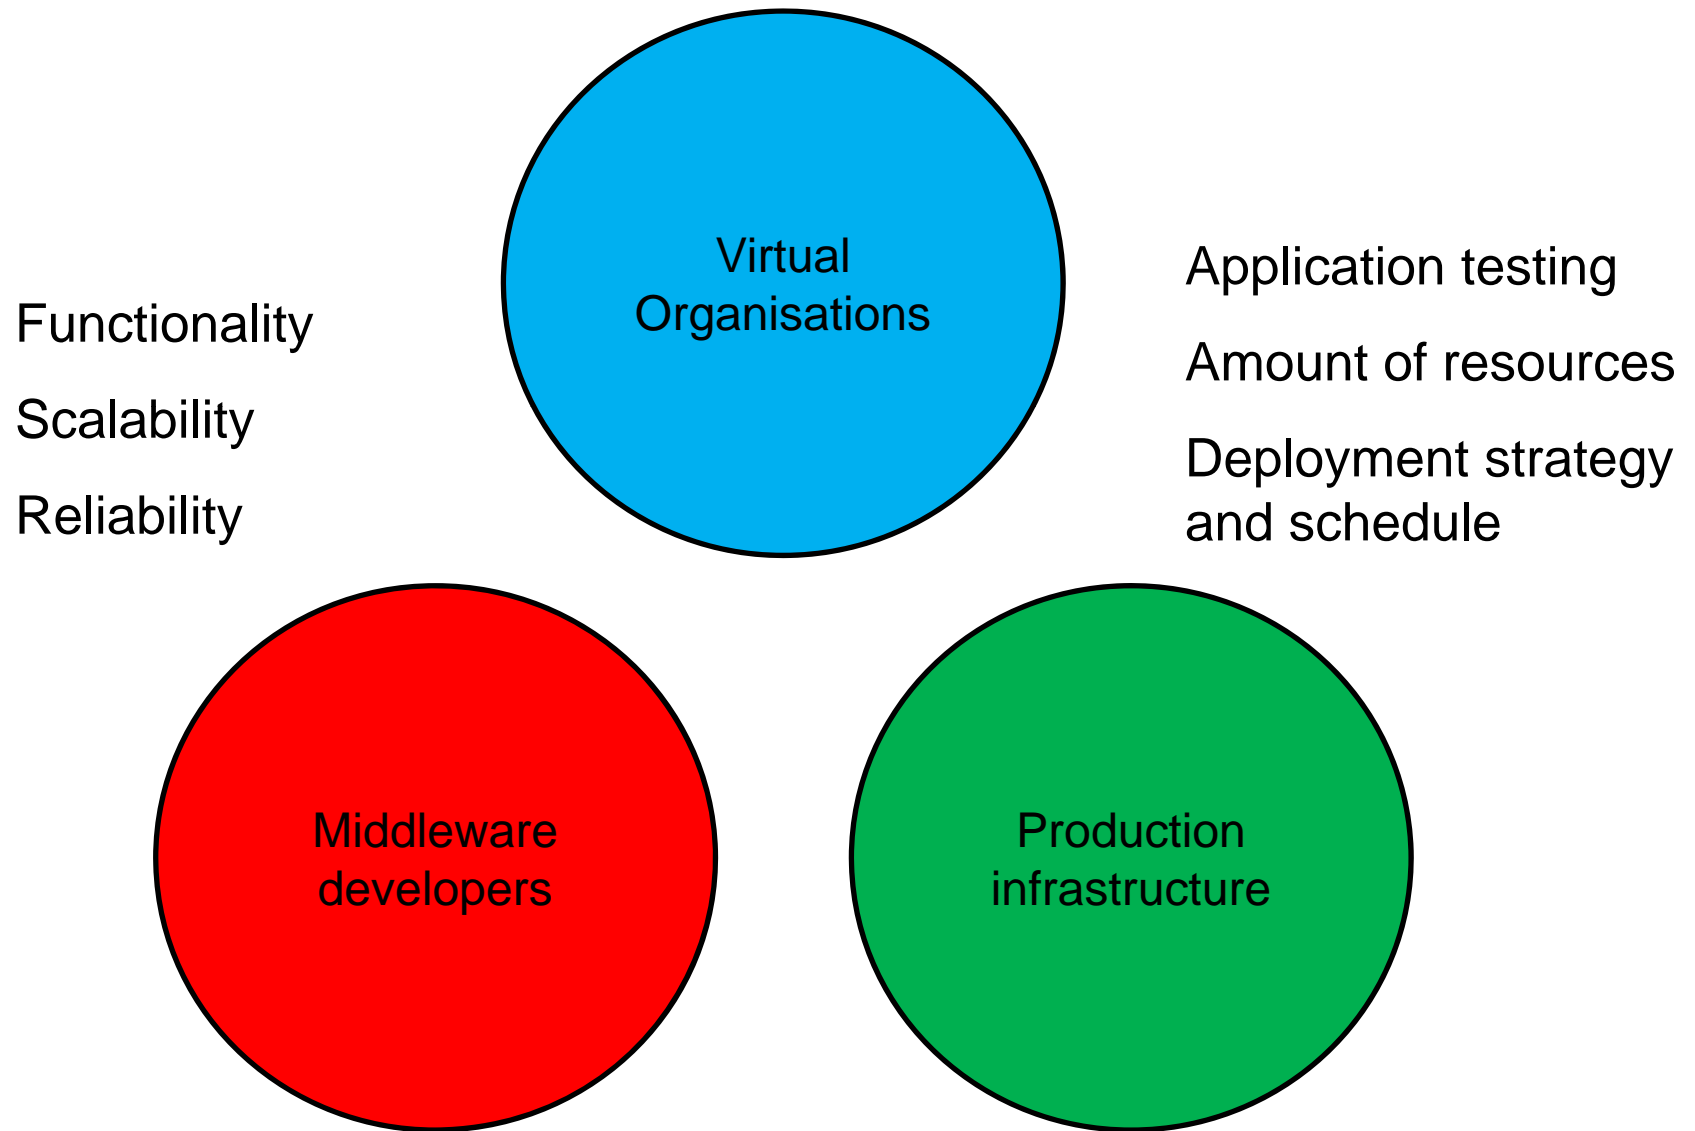 Virtual
Organisations
Functionality
Scalability
Reliability
Application testing
Amount of resources
Deployment strategy
and schedule
Middleware
developers
Production
infrastructure